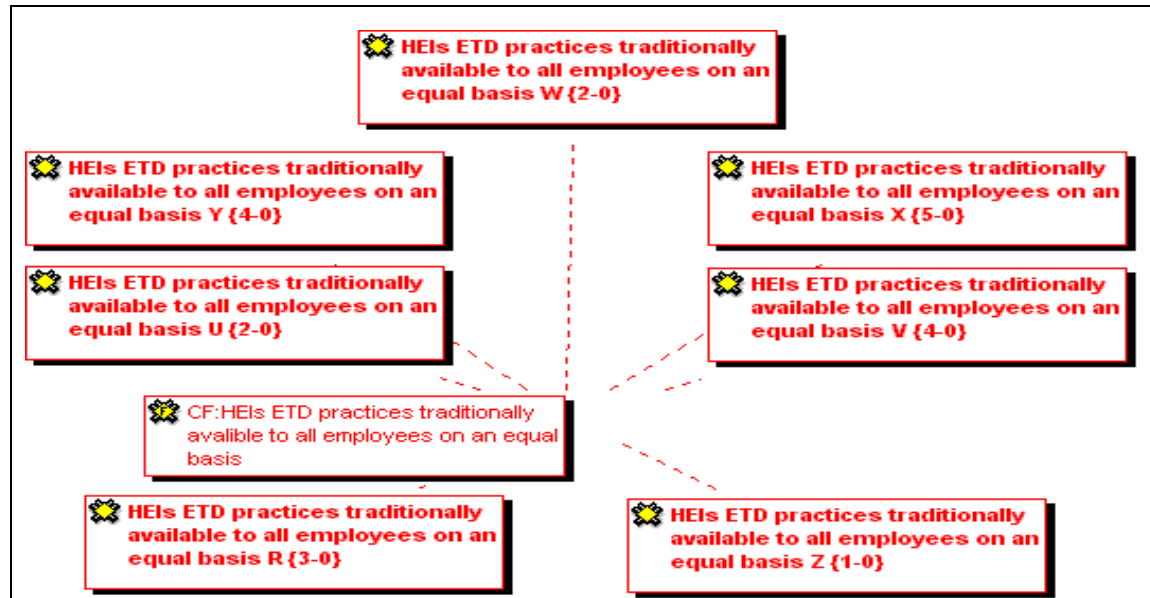 HEIs ETD practices traditionally
available to all employees on an
equal basis W {2-0}
HEIs ETD practices traditionally
available to all employees on an
equal basis Y {4-0}
HEIs ETD practices traditionally
available to all employees on an
equal basis X {5-0}
HEIs ETD practices traditionally
available to all employees on an
equal basis U {2-0}
HEIs ETD practices traditionally
available to all employees on an
equal basis V {4-0}
F
CF:HEIs ETD practices traditionally
avalible to all employees on an equal
basis
HEIs ETD practices traditionally
available to all employees on an
equal basis R {3-0}
HEIs ETD practices traditionally
available to all employees on an
equal basis Z {1-0}